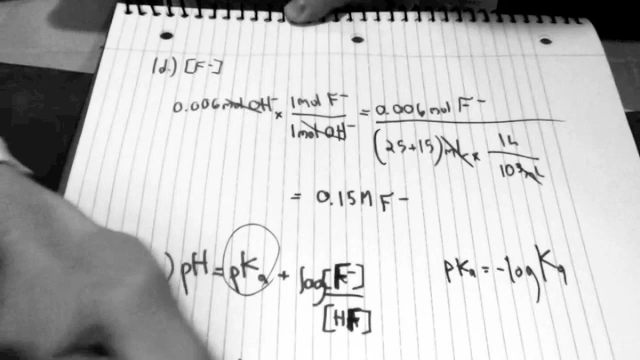 1d.) [F-]
0.006 mol OH- × 1 mol F- / 1 mol OH- = 0.006 mol F- / (25+15) mL × 1L / 10³ mL
= 0.15 M F-
) pH = pKa + log [F-] / [HF]    pKa = -log Ka